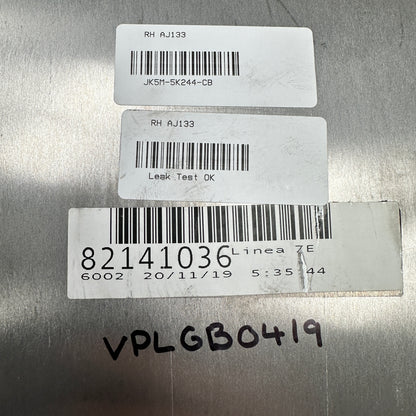 RH AJ133
JK5M-5K244-CB
RH AJ133
Leak Test OK
82141036 Linea 7E
6002 20/11/19 5:35:44
VPLGB0419